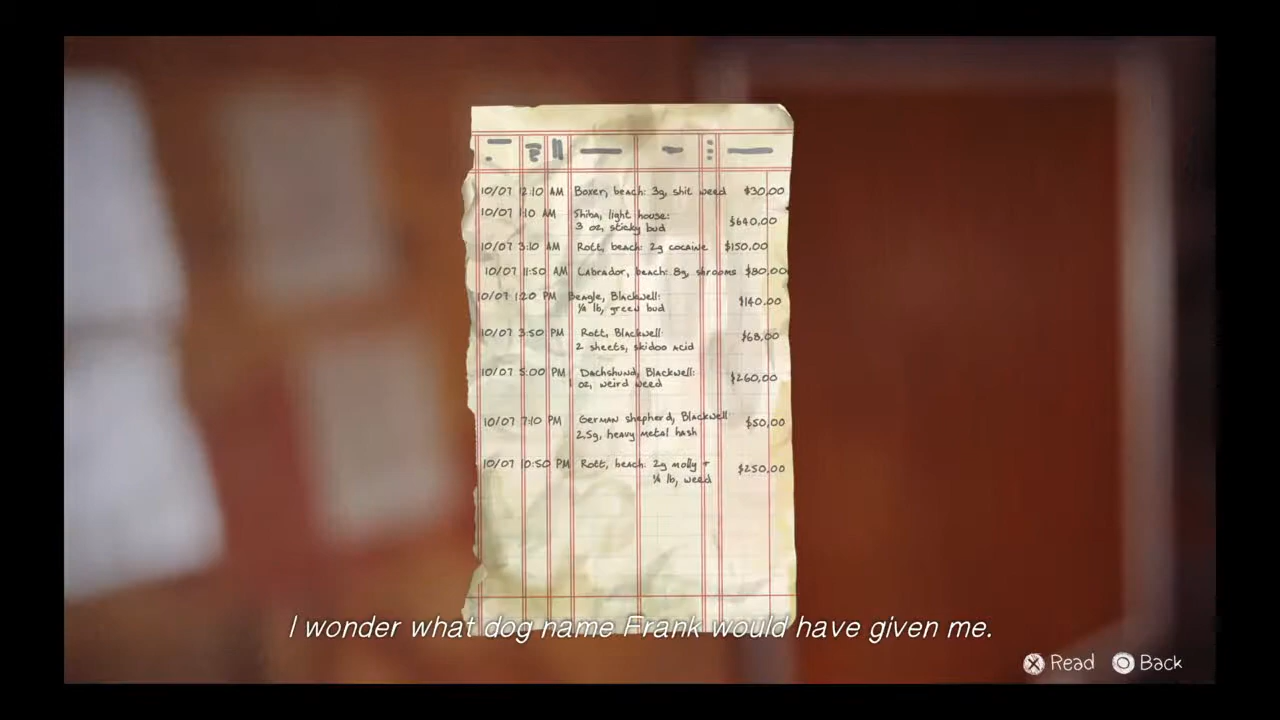 10/07 12:10 AM Boxer, beach: 3g, shit weed $30,00
10/07 1:10 AM Shiba, light house: $640,00
3 oz, sticky bud
10/07 3:10 AM Rott, beach: 2g cocaine $150,00
10/07 11:50 AM Labrador, beach: 8g, shrooms $80,00
10/07 1:20 PM Beagle, Blackwell: $140,00
1/4 lb, green bud
10/07 3:50 PM Rott, Blackwell: $68,00
2 sheets, skidoo acid
10/07 5:00 PM Dachshund, Blackwell: $260,00
oz, weird weed
10/07 7:10 PM German shepherd, Blackwell $50,00
2,5g, heavy metal hash
10/07 10:50 PM Rott, beach: 2g molly + $250,00
1/4 lb, weed
I wonder what dog name Frank would have given me.
Read Back